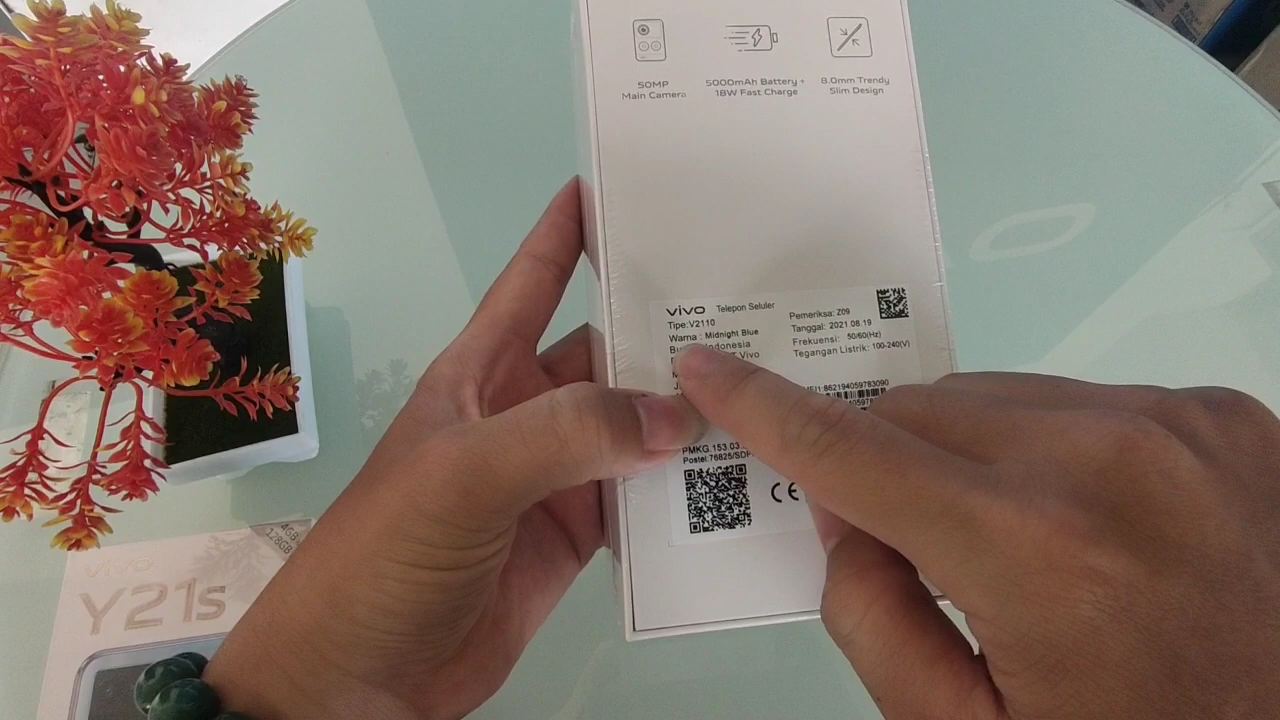 50MP
Main Camera
5000mAh Battery +
18W Fast Charge
8.0mm Trendy
Slim Design
vivo Telepon Seluler
Tipe:V2110
Warna : Midnight Blue
Indonesia
Vivo
Pemeriksa: Z09
Tanggal: 2021.08.19
Frekuensi: 50/60(Hz)
Tegangan Listrik: 100-240(V)
862194059783090
PMKG.153.03
Postel:76825/SDP
CE
4GB
128GB
vivo
Y21s